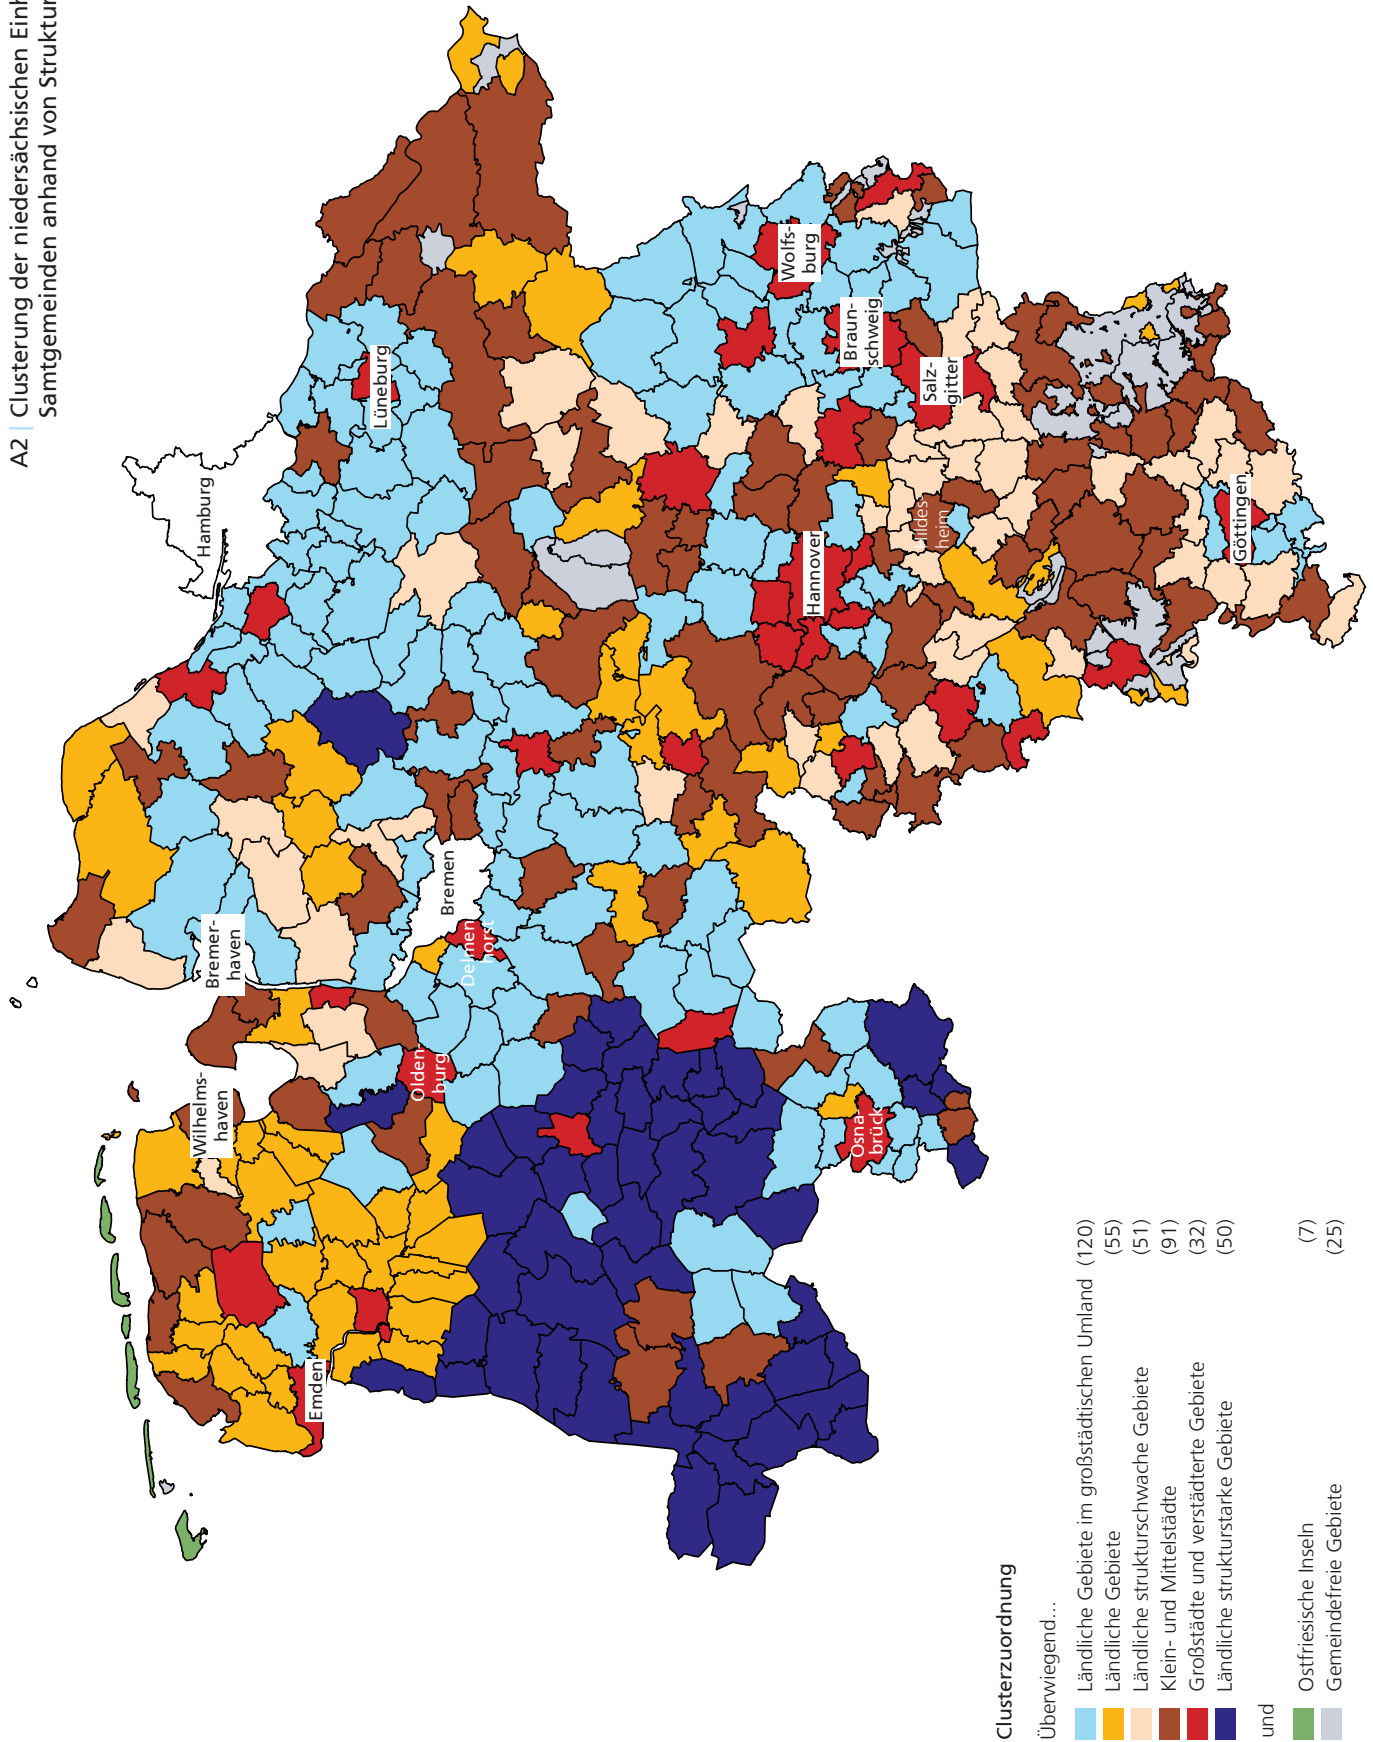 A2 | Clusterung der niedersächsischen
Samtgemeinden anhand von
Hamburg
Lüneburg
Bremer-
haven
Wilhelms-
haven
Emden
Bremen
Delmen
horst
Olden
burg
Wolfs-
burg
Braun-
schweig
Salz-
gitter
Hannover
Hildes-
heim
Göttingen
Osna-
brück
Clusterzuordnung
Überwiegend...
Ländliche Gebiete im großstädtischen Umland (120)
Ländliche Gebiete (55)
Ländliche strukturschwache Gebiete (51)
Klein- und Mittelstädte (91)
Großstädte und verstädterte Gebiete (32)
Ländliche strukturstarke Gebiete (50)
und
Ostfriesische Inseln (7)
Gemeindefreie Gebiete (25)